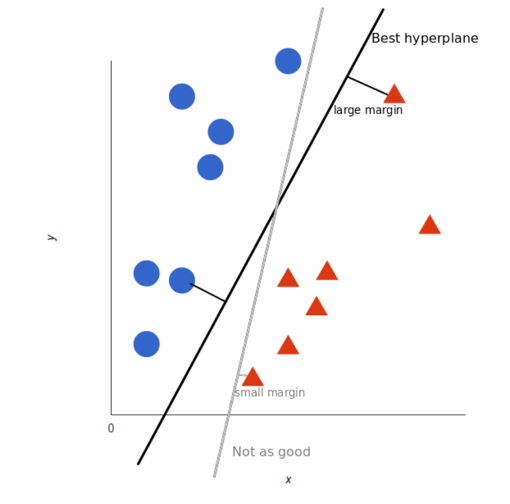 Best hyperplane
large margin
y
small margin
0
Not as good
x